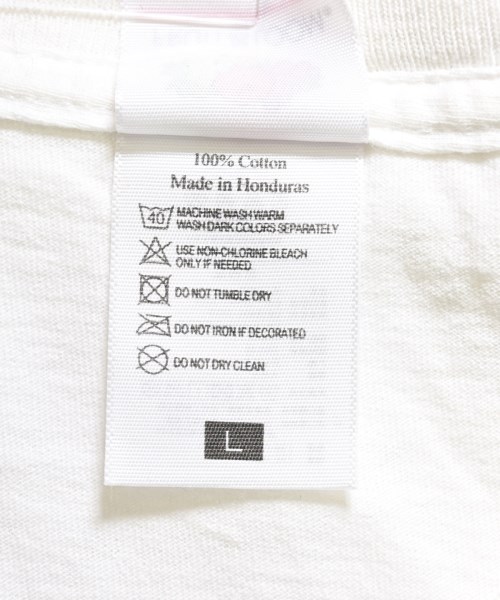 100% Cotton
Made in Honduras
40
MACHINE WASH WARM
WASH DARK COLORS SEPARATELY
USE NON-CHLORINE BLEACH
ONLY IF NEEDED
DO NOT TUMBLE DRY
DO NOT IRON IF DECORATED
DO NOT DRY CLEAN
L